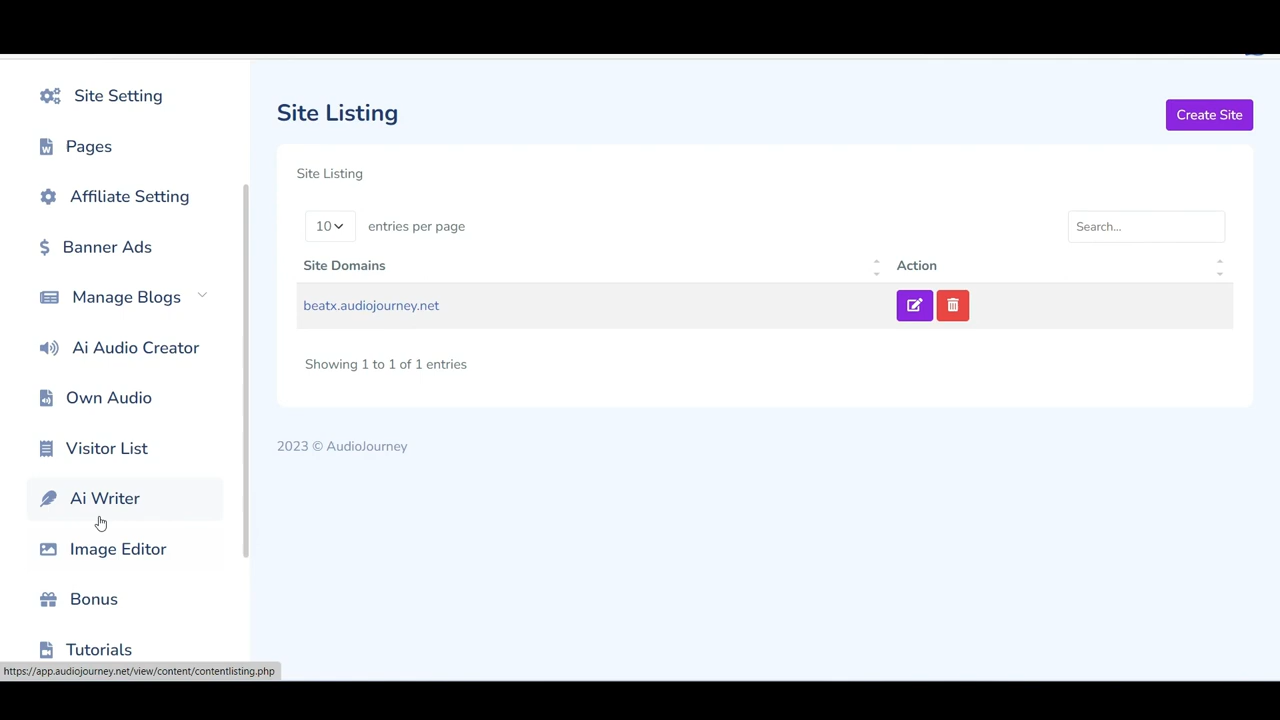 Site Setting
Pages
Affiliate Setting
Banner Ads
Manage Blogs
Ai Audio Creator
Own Audio
Visitor List
Ai Writer
Image Editor
Bonus
Tutorials
https://app.audiojourney.net/view/content/contentlisting.php
Site Listing
Create Site
Site Listing
10 entries per page
Search...
Site Domains Action
beatx.audiojourney.net
Showing 1 to 1 of 1 entries
2023 © AudioJourney